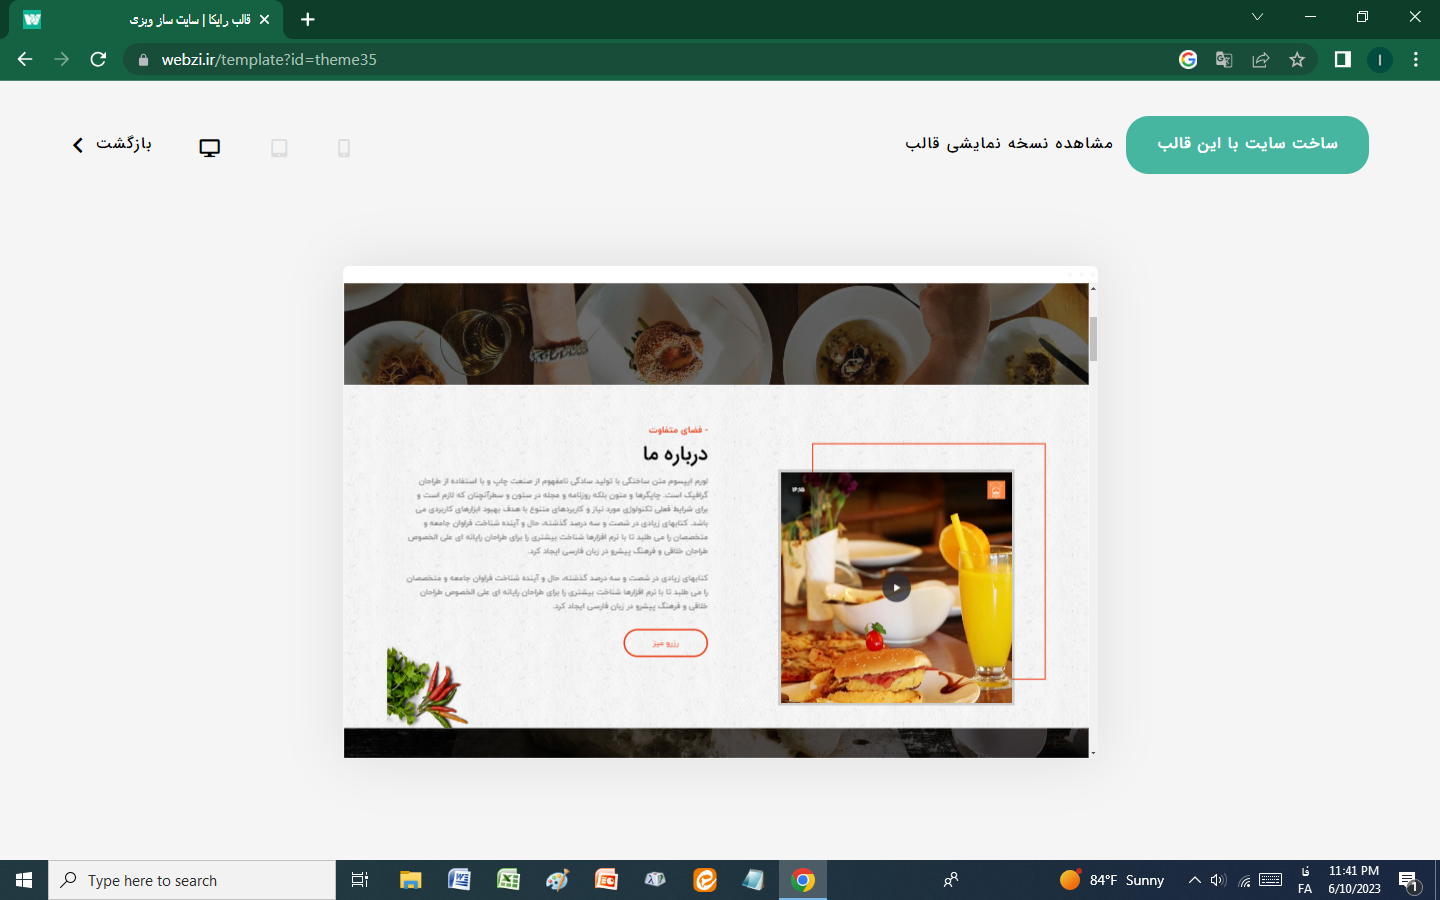 قالب رایکا | سایت ساز وبزی
webzi.ir/template?id=theme35
بازگشت
مشاهده نسخه نمایشی قالب
ساخت سایت با این قالب
- فضای متفاوت
درباره ما
لورم ایپسوم متن ساختگی با تولید سادگی نامفهوم از صنعت چاپ و با استفاده از طراحان
گرافیک است. چاپگرها و متون بلکه روزنامه و مجله در ستون و سطرآنچنان که لازم است و
برای شرایط فعلی تکنولوژی مورد نیاز و کاربردهای متنوع با هدف بهبود ابزارهای کاربردی می
باشد. کتابهای زیادی در شصت و سه درصد گذشته، حال و آینده شناخت فراوان جامعه و
متخصصان را می طلبد تا با نرم افزارها شناخت بیشتری را برای طراحان رایانه ای علی الخصوص
طراحان خلاقی و فرهنگ پیشرو در زبان فارسی ایجاد کرد.
کتابهای زیادی در شصت و سه درصد گذشته، حال و آینده شناخت فراوان جامعه و متخصصان
را می طلبد تا با نرم افزارها شناخت بیشتری را برای طراحان رایانه ای علی الخصوص طراحان
خلاقی و فرهنگ پیشرو در زبان فارسی ایجاد کرد.
رزرو میز
Type here to search
84°F Sunny
فا
FA
11:41 PM
6/10/2023
1